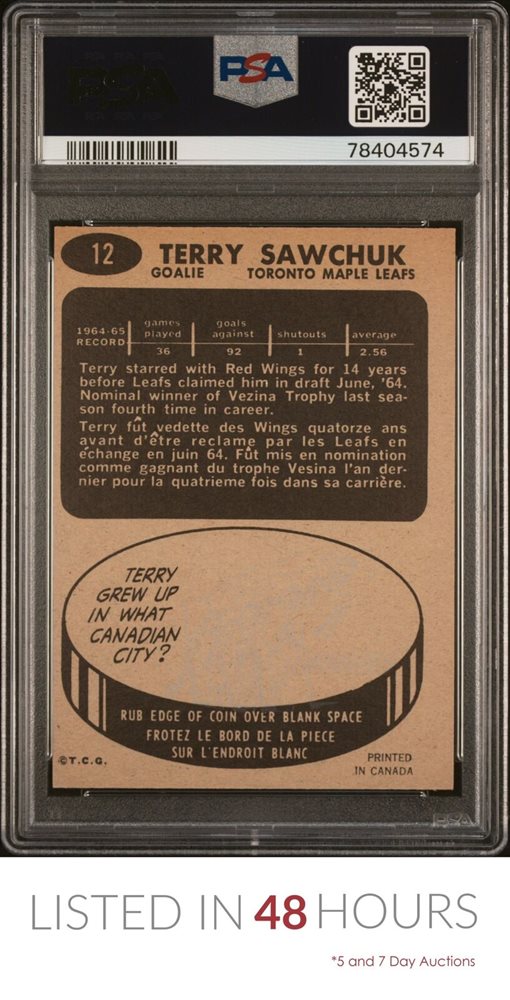 PSA
78404574
12 TERRY SAWCHUK
GOALIE TORONTO MAPLE LEAFS
1964-65 RECORD games played goals against shutouts average
36 92 1 2.56
Terry starred with Red Wings for 14 years
before Leafs claimed him in draft June, '64.
Nominal winner of Vezina Trophy last sea-
son fourth time in career.
Terry fût vedette des Wings quatorze ans
avant d'être reclame par les Leafs en
échange en juin 64. Fût mis en nomination
comme gagnant du trophe Vesina l'an der-
nier pour la quatrieme fois dans sa carrière.
TERRY
GREW UP
IN WHAT
CANADIAN
CITY?
RUB EDGE OF COIN OVER BLANK SPACE
FROTEZ LE BORD DE LA PIECE
SUR L'ENDROIT BLANC
©T.C.G.
PRINTED
IN CANADA
PSA
LISTED IN 48 HOURS
*5 and 7 Day Auctions